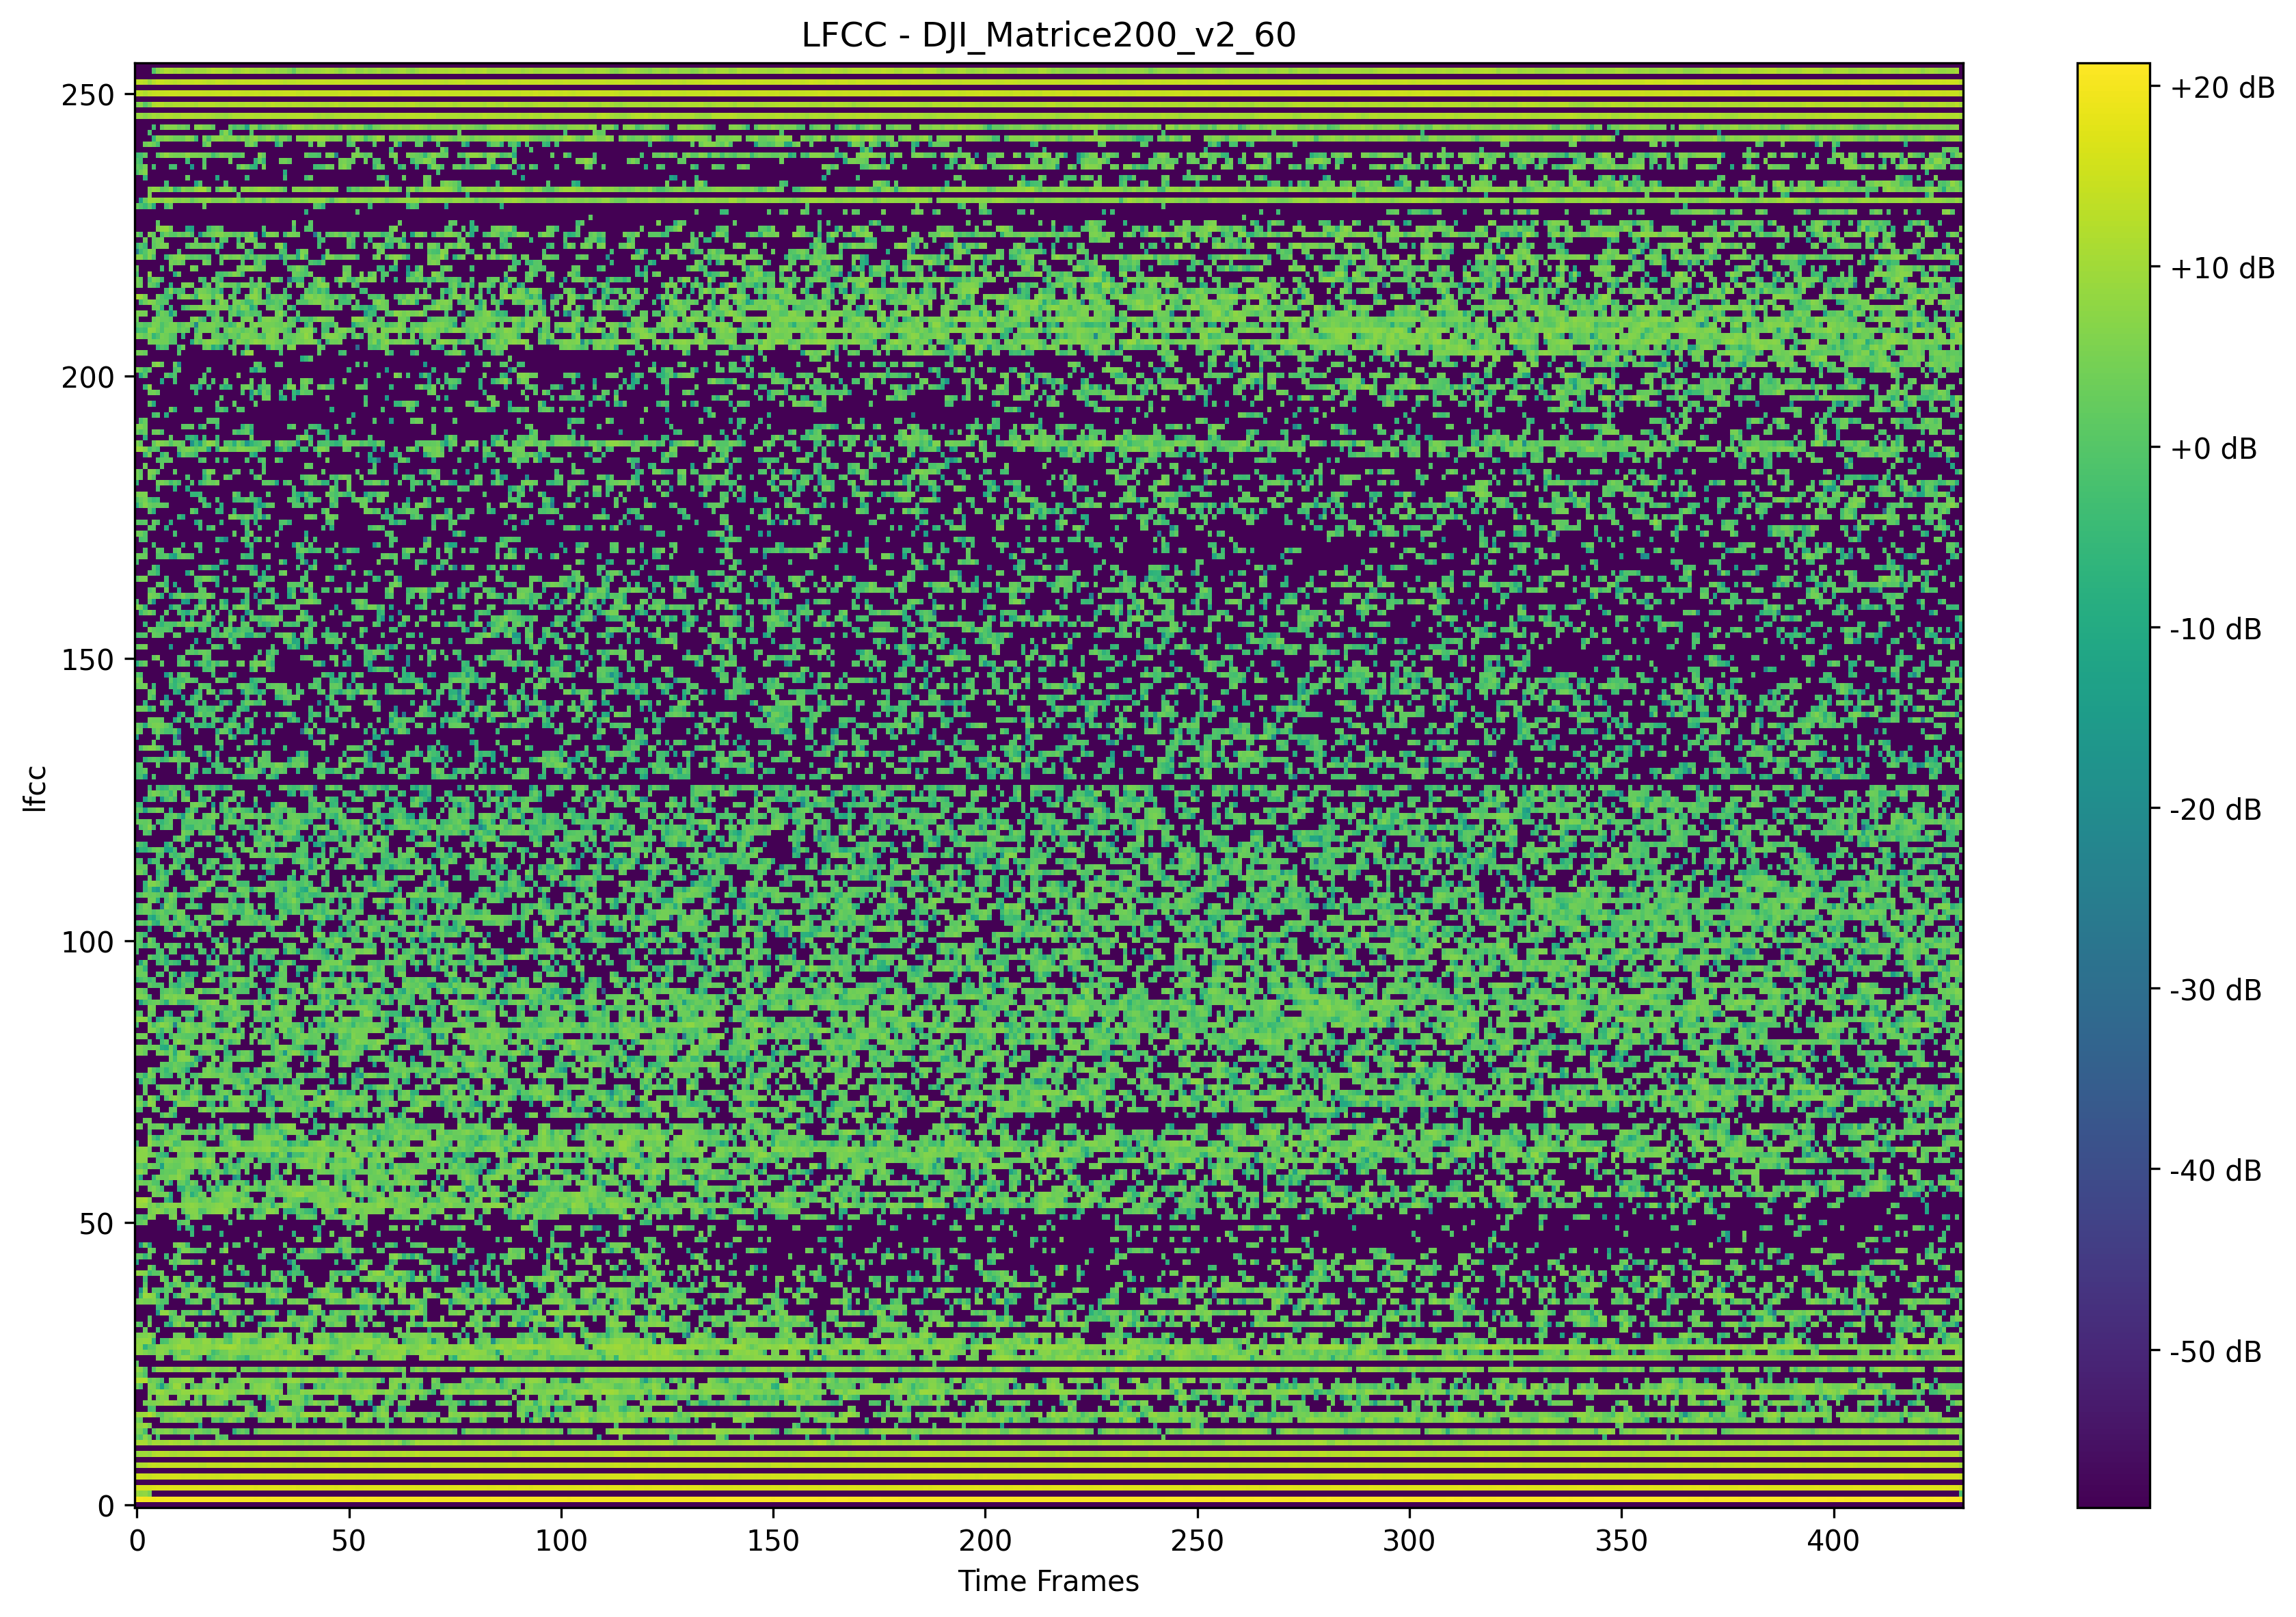 LFCC - DJI_Matrice200_v2_60
250
200
150
100
50
0
lfcc
0 50 100 150 200 250 300 350 400
Time Frames
+20 dB
+10 dB
+0 dB
-10 dB
-20 dB
-30 dB
-40 dB
-50 dB